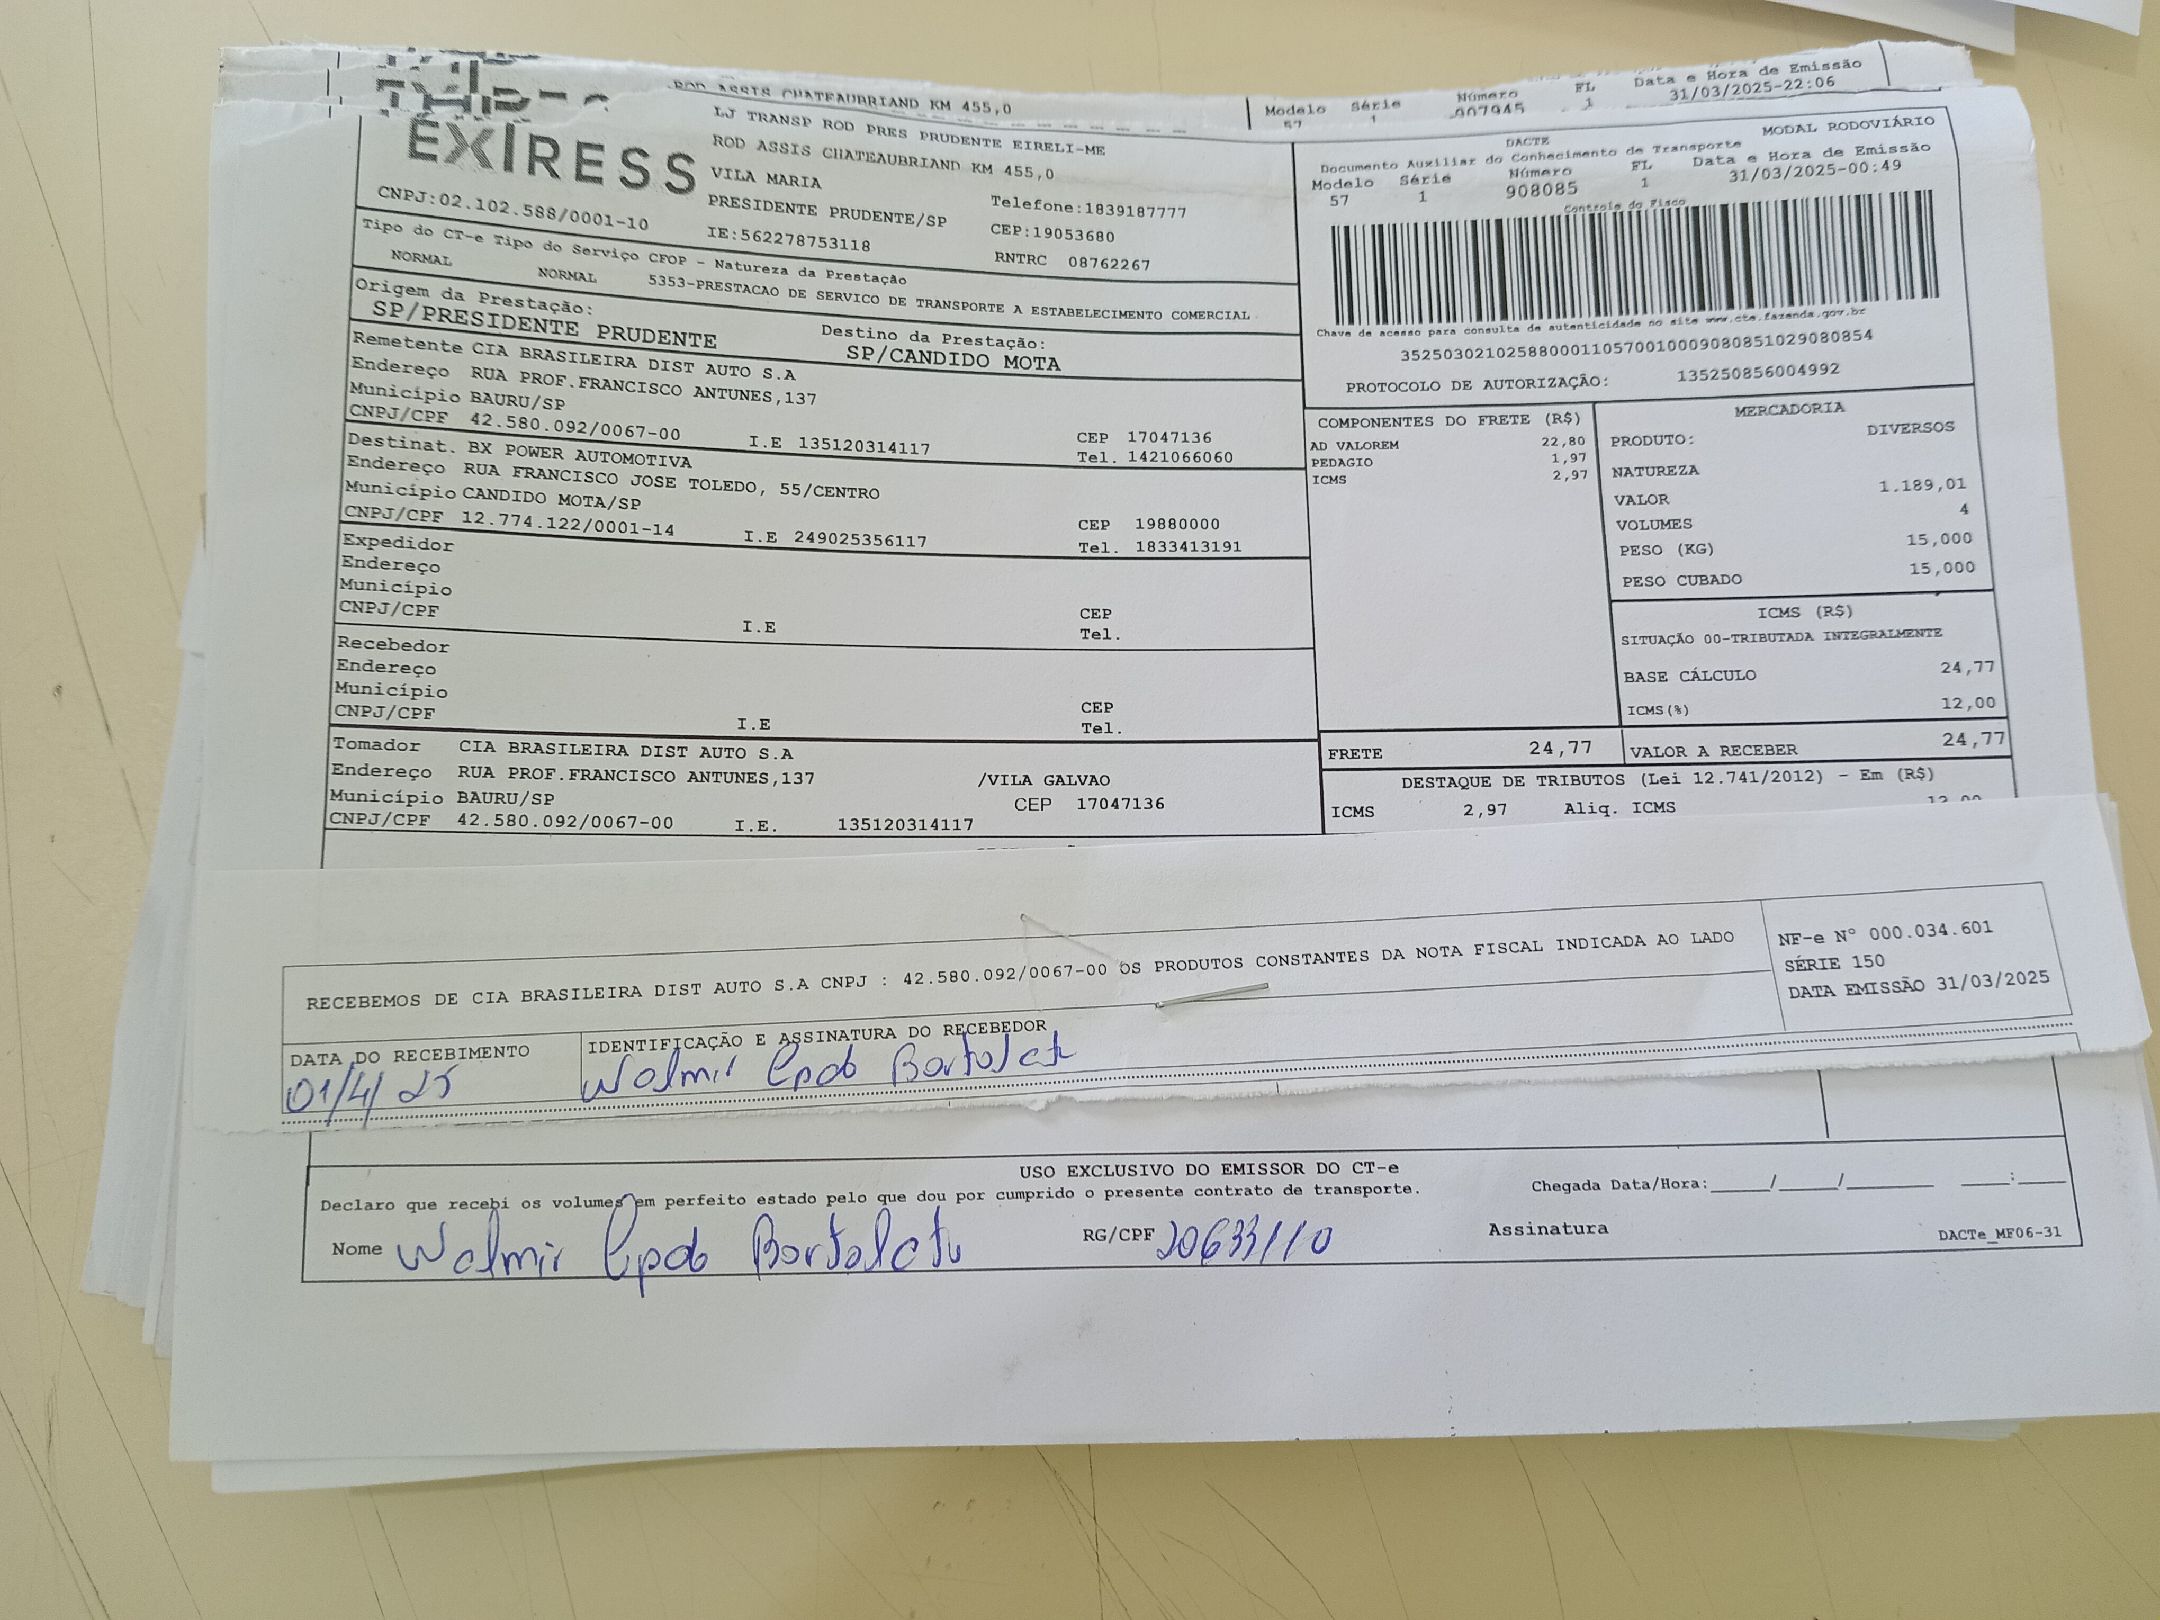 ROD ASSIS CHATEAUBRIAND KM 455,0
Modelo Série Número FL Data e Hora de Emissão
57 1 907945 1 31/03/2025-22:06
EXIRESS
LJ TRANSP ROD PRES PRUDENTE EIRELI-ME
ROD ASSIS CHATEAUBRIAND KM 455,0
VILA MARIA
PRESIDENTE PRUDENTE/SP
Telefone:1839187777
CEP:19053680
CNPJ:02.102.588/0001-10
IE:562278753118
RNTRC 08762267
DACTE
MODAL RODOVIÁRIO
Documento Auxiliar do Conhecimento de Transporte
Modelo Série Número FL Data e Hora de Emissão
57 1 908085 1 31/03/2025-00:49
Controle do Fisco
Chave de acesso para consulta de autenticidade no site www.cte.fazenda.gov.br
35250302102588000110570010009080851029080854
PROTOCOLO DE AUTORIZAÇÃO: 135250856004992
Tipo do CT-e Tipo do Serviço CFOP - Natureza da Prestação
NORMAL NORMAL 5353-PRESTACAO DE SERVICO DE TRANSPORTE A ESTABELECIMENTO COMERCIAL
Origem da Prestação: Destino da Prestação:
SP/PRESIDENTE PRUDENTE SP/CANDIDO MOTA
Remetente CIA BRASILEIRA DIST AUTO S.A
Endereço RUA PROF.FRANCISCO ANTUNES,137
Município BAURU/SP CEP 17047136
CNPJ/CPF 42.580.092/0067-00 I.E 135120314117 Tel. 1421066060
Destinat. BX POWER AUTOMOTIVA
Endereço RUA FRANCISCO JOSE TOLEDO, 55/CENTRO
Município CANDIDO MOTA/SP CEP 19880000
CNPJ/CPF 12.774.122/0001-14 I.E 249025356117 Tel. 1833413191
Expedidor
Endereço
Município CEP
CNPJ/CPF I.E Tel.
Recebedor
Endereço
Município CEP
CNPJ/CPF I.E Tel.
Tomador CIA BRASILEIRA DIST AUTO S.A
Endereço RUA PROF.FRANCISCO ANTUNES,137 /VILA GALVAO
Município BAURU/SP CEP 17047136
CNPJ/CPF 42.580.092/0067-00 I.E. 135120314117
COMPONENTES DO FRETE (R$)
AD VALOREM 22,80
PEDAGIO 1,97
ICMS 2,97
MERCADORIA
PRODUTO: DIVERSOS
NATUREZA
VALOR 1.189,01
VOLUMES 4
PESO (KG) 15,000
PESO CUBADO 15,000
ICMS (R$)
SITUAÇÃO 00-TRIBUTADA INTEGRALMENTE
BASE CÁLCULO 24,77
ICMS(%) 12,00
FRETE 24,77 VALOR A RECEBER 24,77
DESTAQUE DE TRIBUTOS (Lei 12.741/2012) - Em (R$)
ICMS 2,97 Aliq. ICMS 12,00
RECEBEMOS DE CIA BRASILEIRA DIST AUTO S.A CNPJ : 42.580.092/0067-00 OS PRODUTOS CONSTANTES DA NOTA FISCAL INDICADA AO LADO
NF-e Nº 000.034.601
SÉRIE 150
DATA EMISSÃO 31/03/2025
DATA DO RECEBIMENTO IDENTIFICAÇÃO E ASSINATURA DO RECEBEDOR
01/4/25 Walmir Bortolet
USO EXCLUSIVO DO EMISSOR DO CT-e
Declaro que recebi os volumes em perfeito estado pelo que dou por cumprido o presente contrato de transporte. Chegada Data/Hora:____/____/______ ___:___
Nome Walmir RG/CPF 20633110 Assinatura DACTe_MF06-31